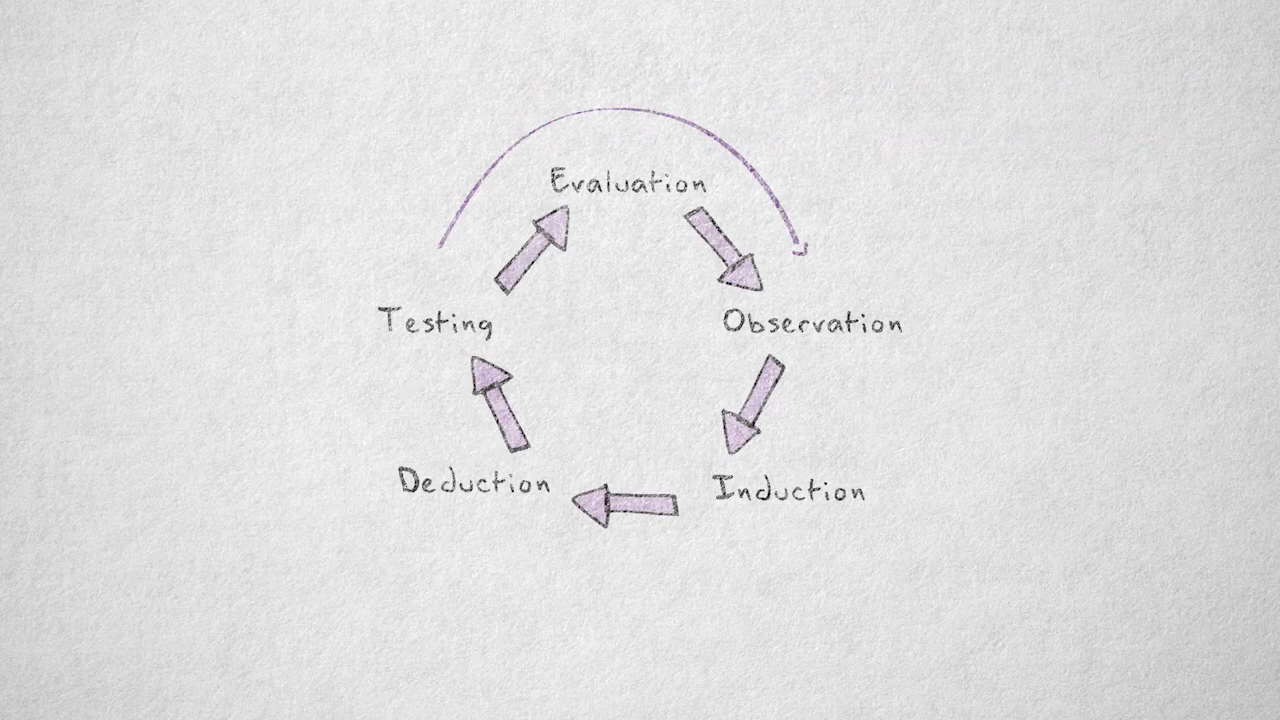 Evaluation
Testing
Observation
Deduction
Induction